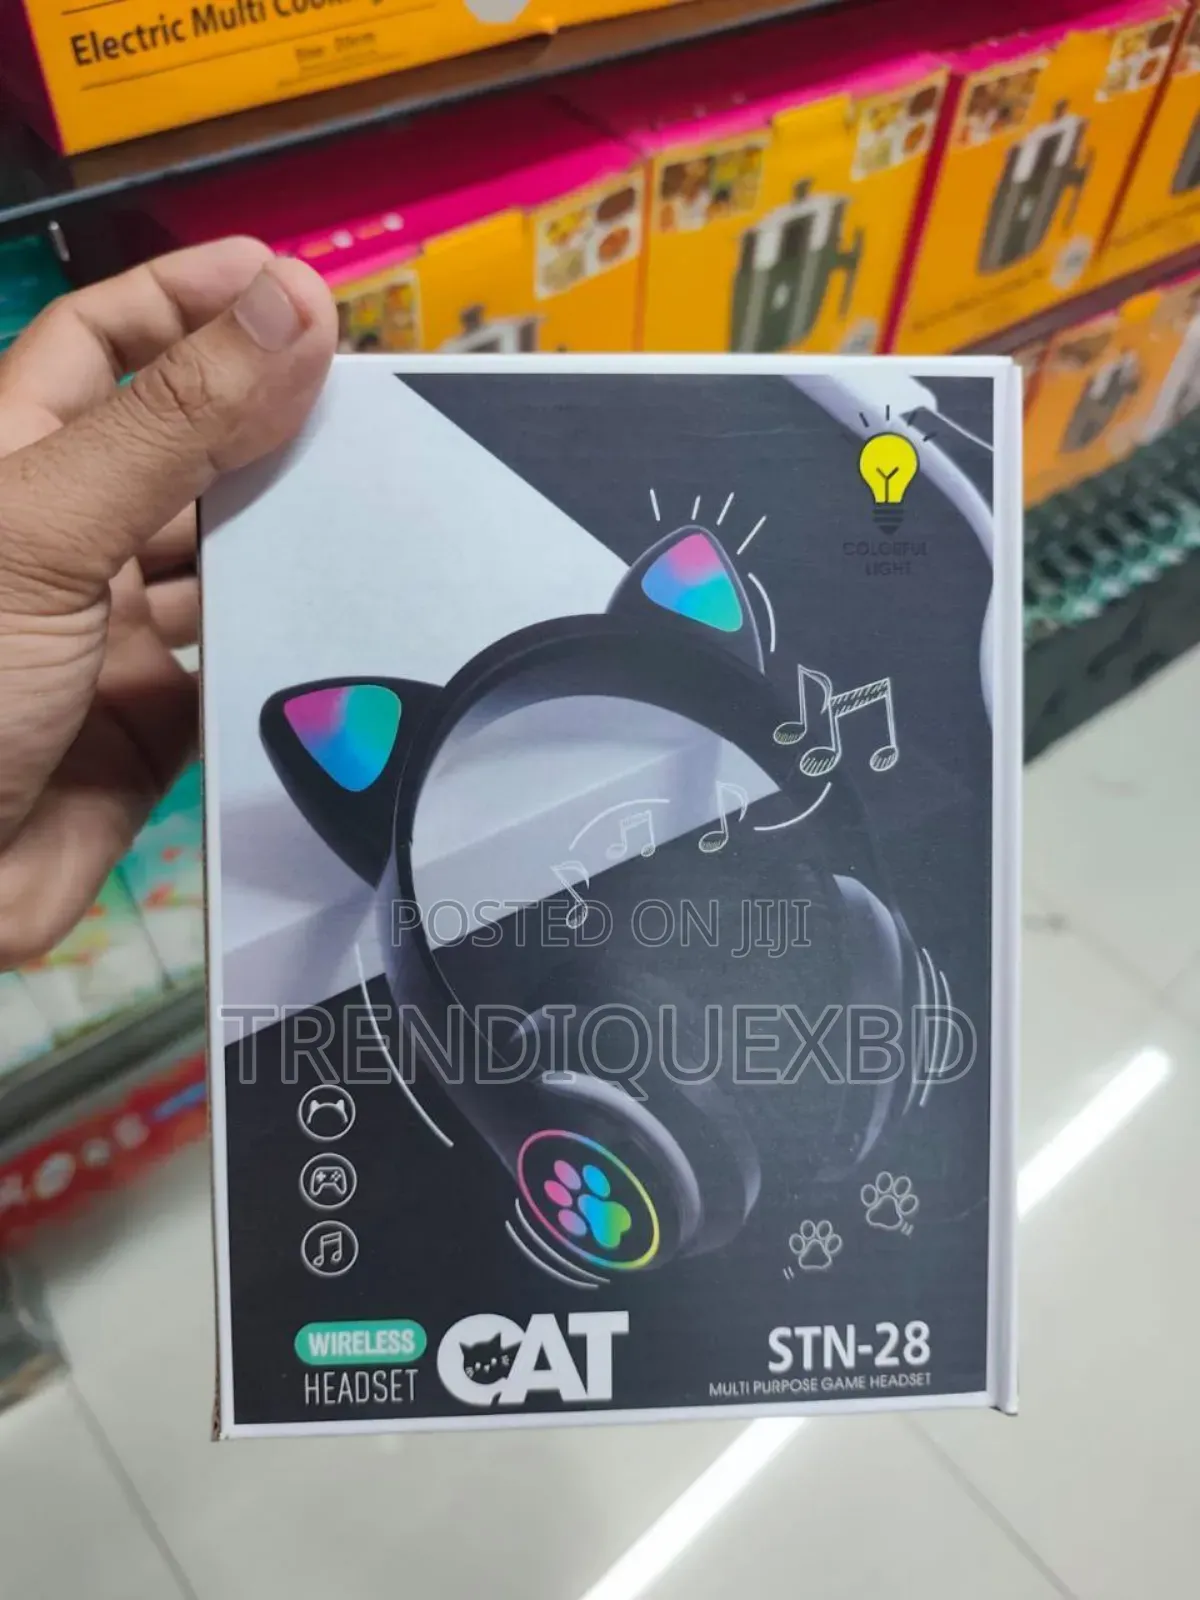 Electric Multi
COLORFUL
LIGHT
POSTED ON JIJI
TRENDIQUEXBD
WIRELESS
HEADSET
CAT
STN-28
MULTI PURPOSE GAME HEADSET